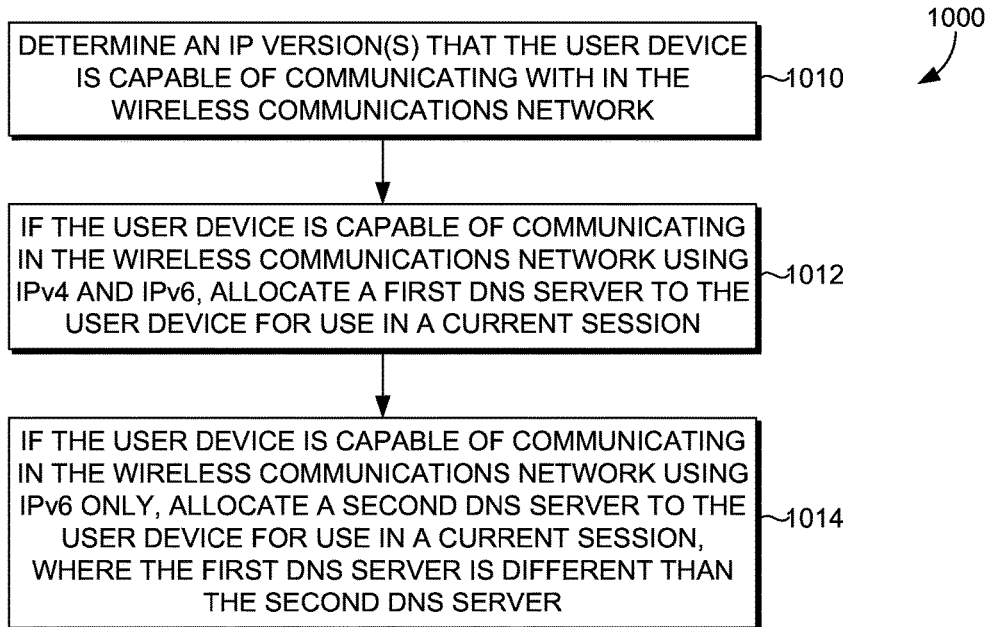 1000
DETERMINE AN IP VERSION(S) THAT THE USER DEVICE
IS CAPABLE OF COMMUNICATING WITH IN THE
WIRELESS COMMUNICATIONS NETWORK
1010
IF THE USER DEVICE IS CAPABLE OF COMMUNICATING
IN THE WIRELESS COMMUNICATIONS NETWORK USING
IPv4 AND IPv6, ALLOCATE A FIRST DNS SERVER TO THE
USER DEVICE FOR USE IN A CURRENT SESSION
1012
IF THE USER DEVICE IS CAPABLE OF COMMUNICATING
IN THE WIRELESS COMMUNICATIONS NETWORK USING
IPv6 ONLY, ALLOCATE A SECOND DNS SERVER TO THE
USER DEVICE FOR USE IN A CURRENT SESSION,
WHERE THE FIRST DNS SERVER IS DIFFERENT THAN
THE SECOND DNS SERVER
1014